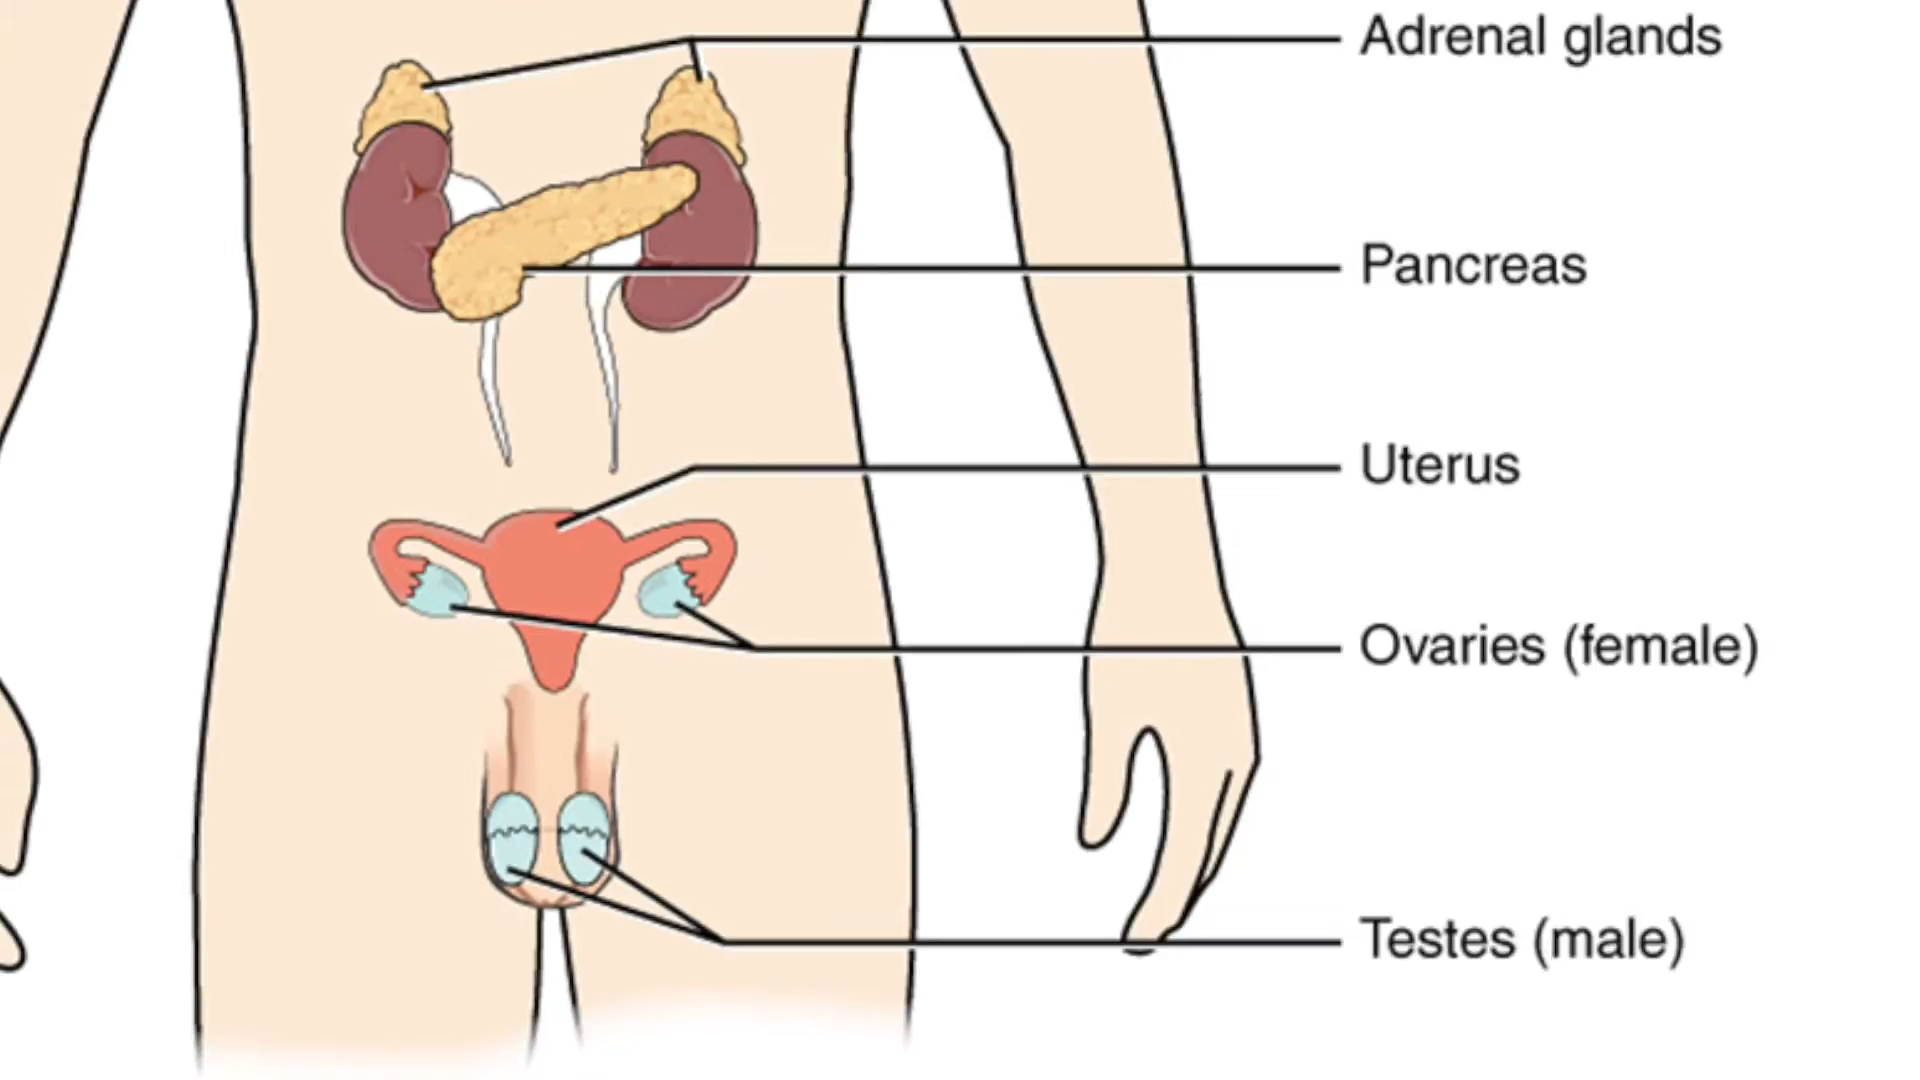 Adrenal glands
Pancreas
Uterus
Ovaries (female)
Testes (male)